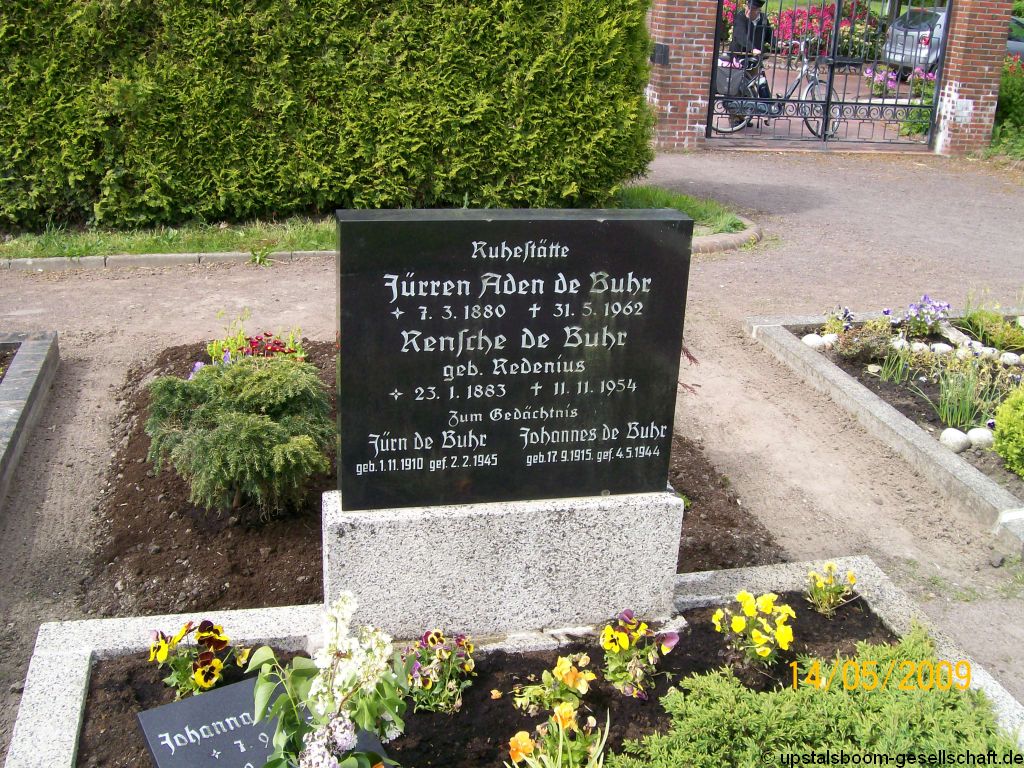 Ruheſtätte
Jürren Aden de Buhr
✧ 7. 3. 1880 ✝ 31. 5. 1962
Renſche de Buhr
geb. Redenius
✧ 23. 1. 1883 ✝ 11. 11. 1954
Zum Gedächtnis
Jürn de Buhr
geb. 1. 11. 1910 gef. 2. 2. 1945
Johannes de Buhr
geb. 17. 9. 1915. gef. 4. 5. 1944
Johanna
7. 9
14/05/2009
© upstalsboom-gesellschaft.de